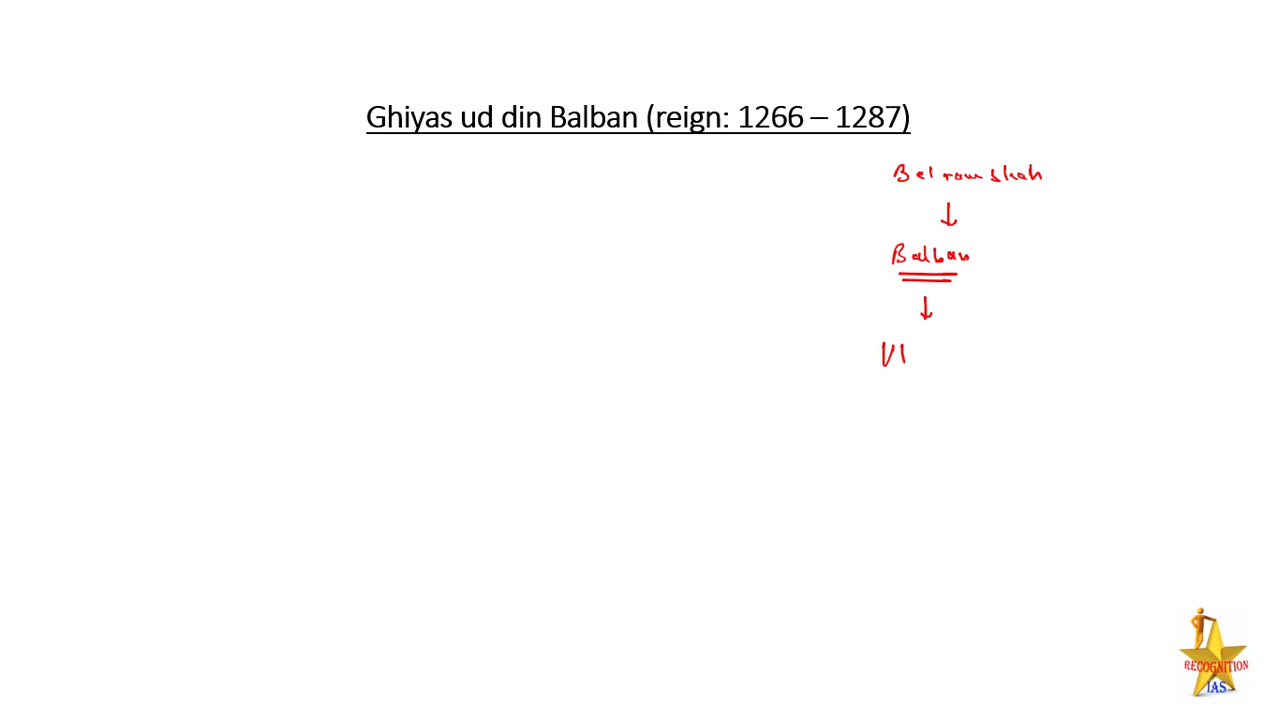 Ghiyas ud din Balban (reign: 1266 – 1287)
Balban
RECOGNITION
IAS